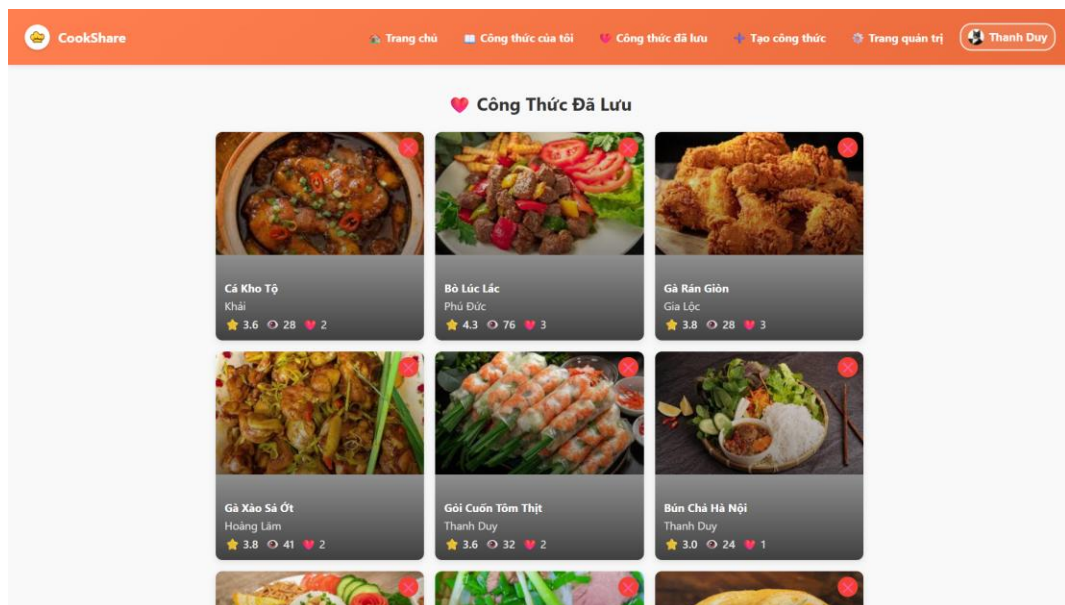 CookShare
Trang chủ
Công thức của tôi
Công thức đã lưu
Tạo công thức
Trang quản trị
Thanh Duy
Công Thức Đã Lưu
Cá Kho Tộ
Khải
3.6 28 2
Bò Lúc Lắc
Phú Đức
4.3 76 3
Gà Rán Giòn
Gia Lộc
3.8 28 3
Gà Xào Sả Ớt
Hoàng Lâm
3.8 41 2
Gỏi Cuốn Tôm Thịt
Thanh Duy
3.6 32 2
Bún Chả Hà Nội
Thanh Duy
3.0 24 1